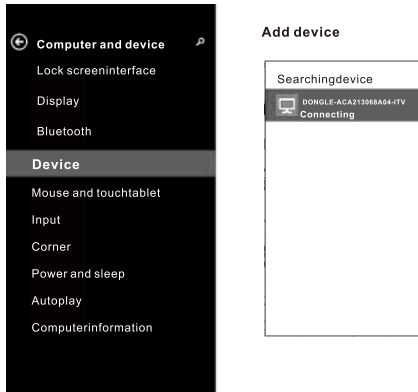 Computer and device
Lock screeninterface
Display
Bluetooth
Device
Mouse and touchtablet
Input
Corner
Power and sleep
Autoplay
Computerinformation
Add device
Searchingdevice
DONGLE-ACA213068A04-ITV
Connecting